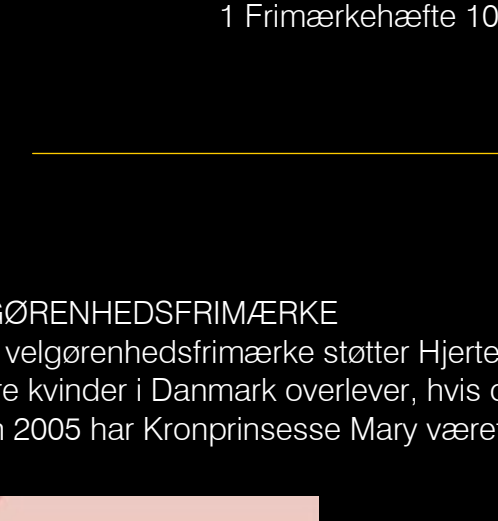 1 Frimærkehæfte 10
GØRENHEDSFRIMÆRKE
velgørenhedsfrimærke støtter Hjerte
re kvinder i Danmark overlever, hvis
2005 har Kronprinsesse Mary været